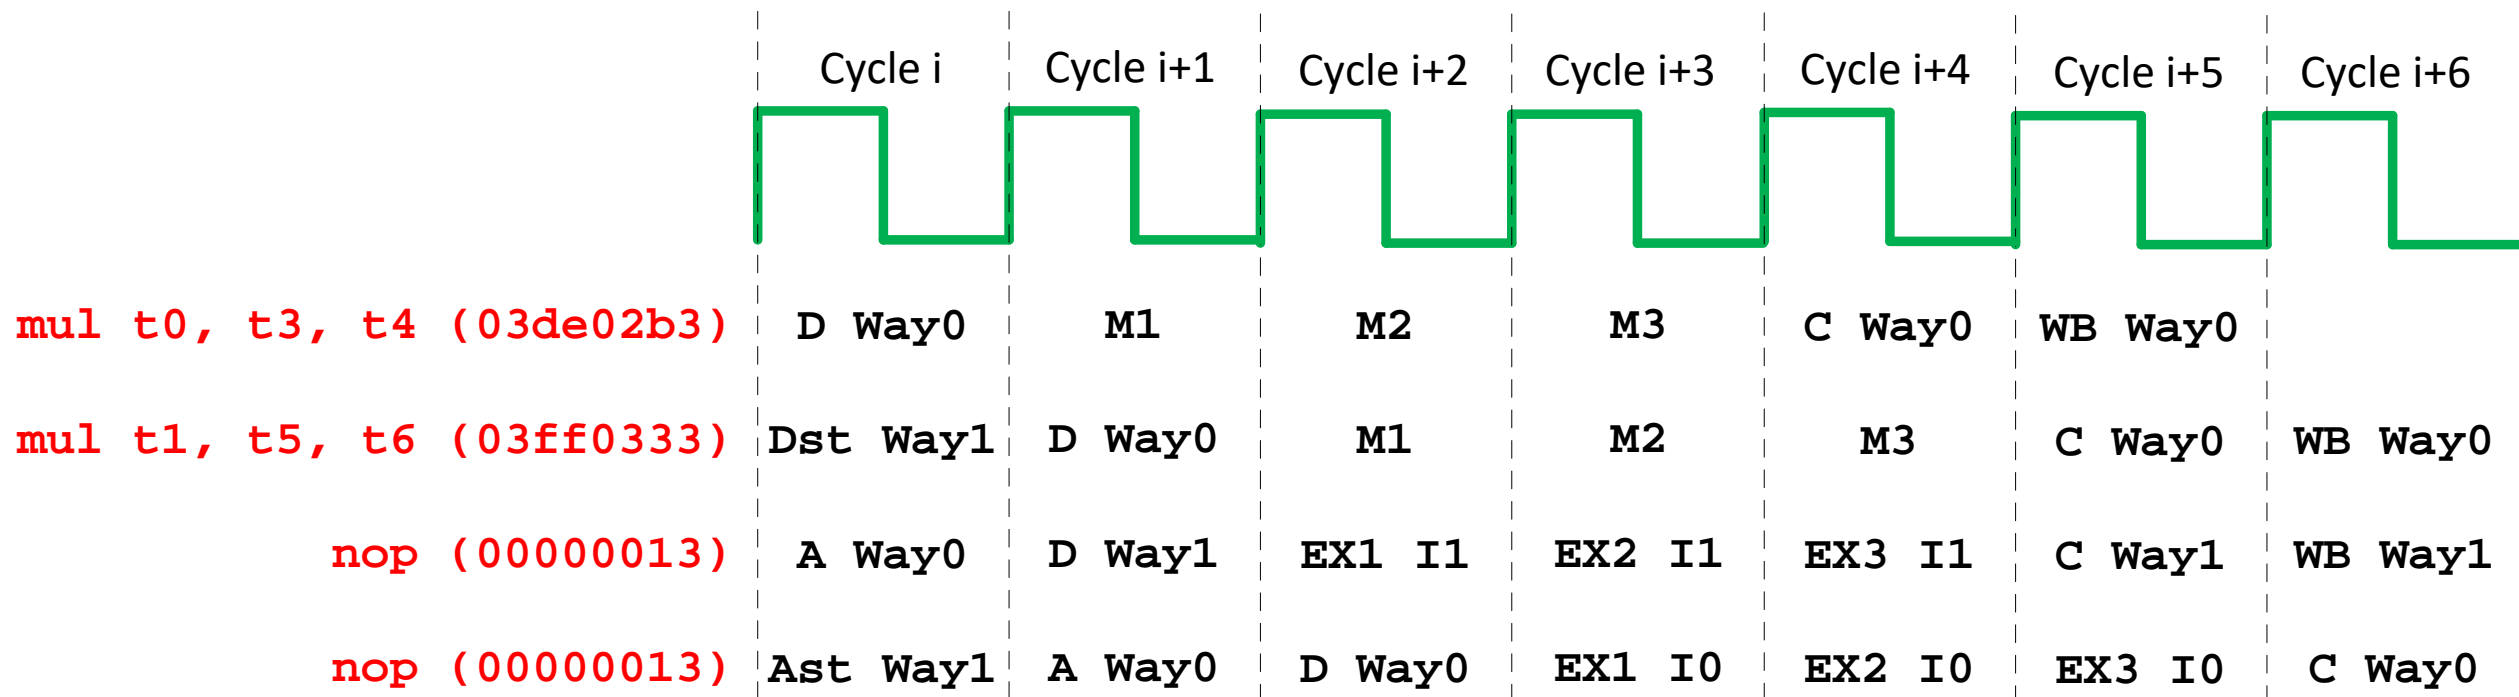 Cycle i Cycle i+1 Cycle i+2 Cycle i+3 Cycle i+4 Cycle i+5 Cycle i+6
mul t0, t3, t4 (03de02b3) D Way0 M1 M2 M3 C Way0 WB Way0
mul t1, t5, t6 (03ff0333) Dst Way1 D Way0 M1 M2 M3 C Way0 WB Way0
nop (00000013) A Way0 D Way1 EX1 I1 EX2 I1 EX3 I1 C Way1 WB Way1
nop (00000013) Ast Way1 A Way0 D Way0 EX1 I0 EX2 I0 EX3 I0 C Way0